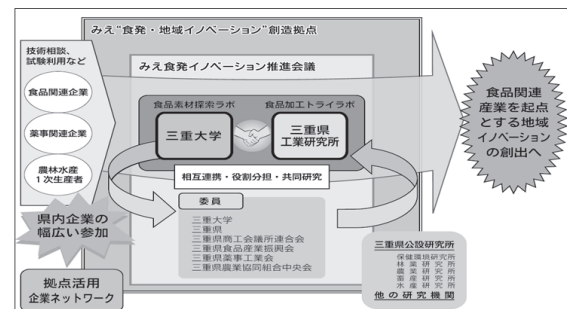 みえ“食発・地域イノベーション”創造拠点
技術相談、
試験利用など
食品関連企業
薬事関連企業
農林水産
1次生産者
県内企業の
幅広い参加
拠点活用
企業ネットワーク
みえ食発イノベーション推進会議
食品素材探索ラボ
食品加工トライラボ
三重大学
三重県
工業研究所
相互連携・役割分担・共同研究
委員
三重大学
三重県
三重県商工会議所連合会
三重県食品産業振興会
三重県薬事工業会
三重県農業協同組合中央会
三重県公設研究所
保健環境研究所
林業研究所
農業研究所
畜産研究所
水産研究所
他の研究機関
食品関連
産業を起点
とする地域
イノベーション
の創出へ